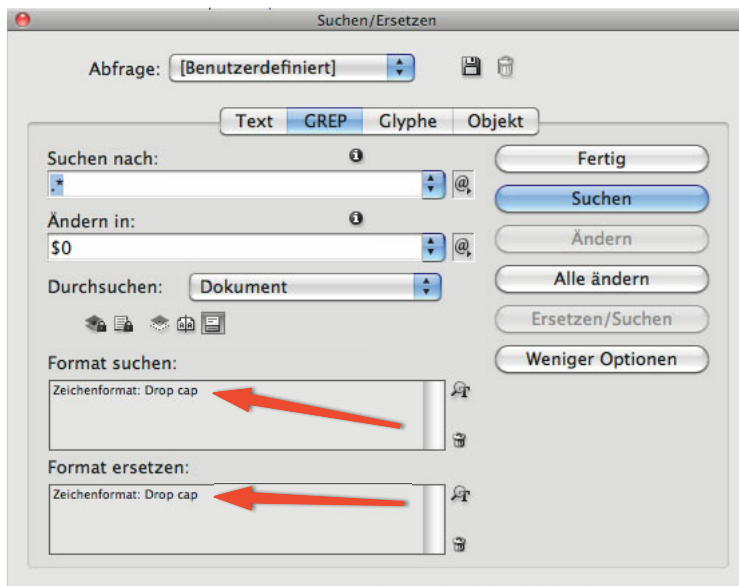 Suchen/Ersetzen
Abfrage: [Benutzerdefiniert]
Text GREP Glyphe Objekt
Suchen nach:
.*
Ändern in:
$0
Durchsuchen: Dokument
Format suchen:
Zeichenformat: Drop cap
Format ersetzen:
Zeichenformat: Drop cap
Fertig
Suchen
Ändern
Alle ändern
Ersetzen/Suchen
Weniger Optionen